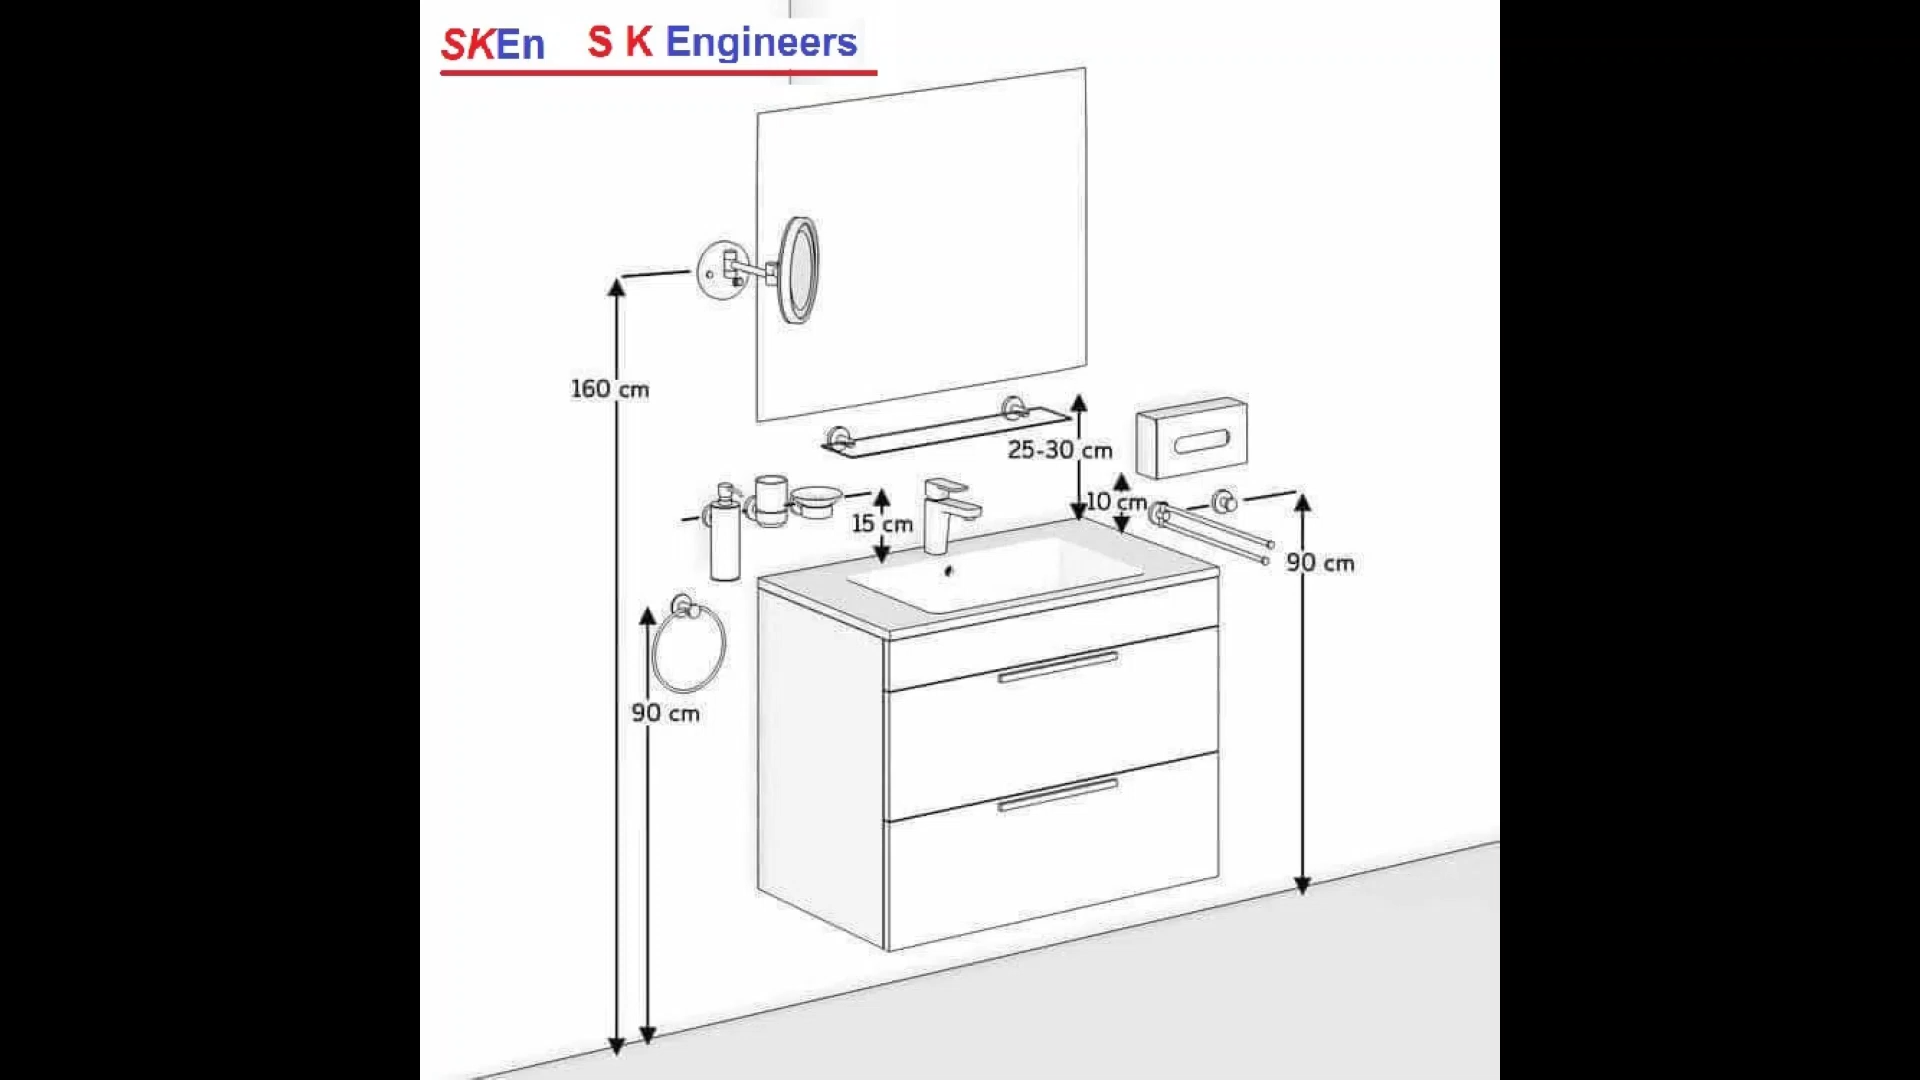 SKEn S K Engineers
160 cm
25-30 cm
10 cm
15 cm
90 cm
90 cm